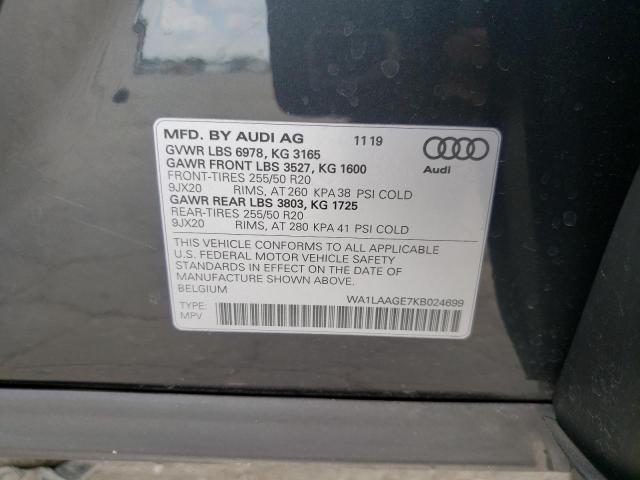 MFD. BY AUDI AG 11 19
GVWR LBS 6978, KG 3165
GAWR FRONT LBS 3527, KG 1600
FRONT-TIRES 255/50 R20
9JX20 RIMS, AT 260 KPA 38 PSI COLD
GAWR REAR LBS 3803, KG 1725
REAR-TIRES 255/50 R20
9JX20 RIMS, AT 280 KPA 41 PSI COLD
Audi
THIS VEHICLE CONFORMS TO ALL APPLICABLE
U.S. FEDERAL MOTOR VEHICLE SAFETY
STANDARDS IN EFFECT ON THE DATE OF
MANUFACTURE SHOWN ABOVE.
BELGIUM WA1LAAGE7KB024699
TYPE:
MPV